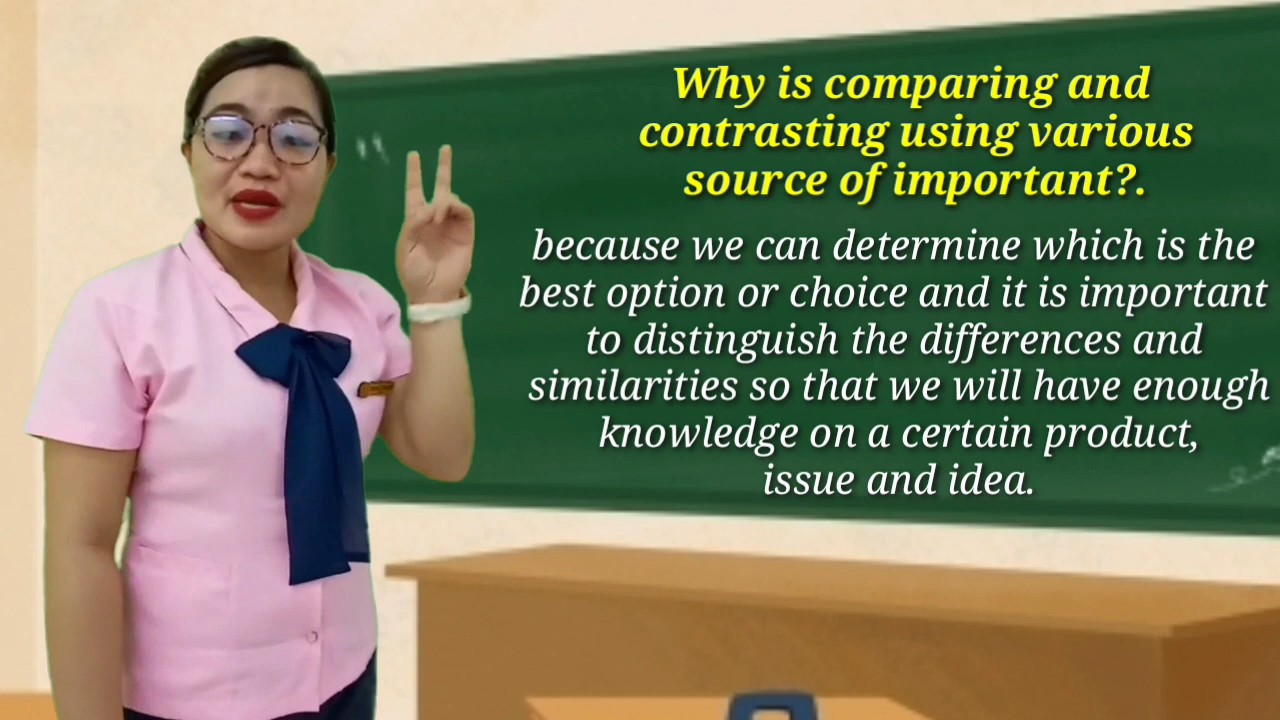 Why is comparing and
contrasting using various
source of important?.
because we can determine which is the
best option or choice and it is important
to distinguish the differences and
similarities so that we will have enough
knowledge on a certain product,
issue and idea.